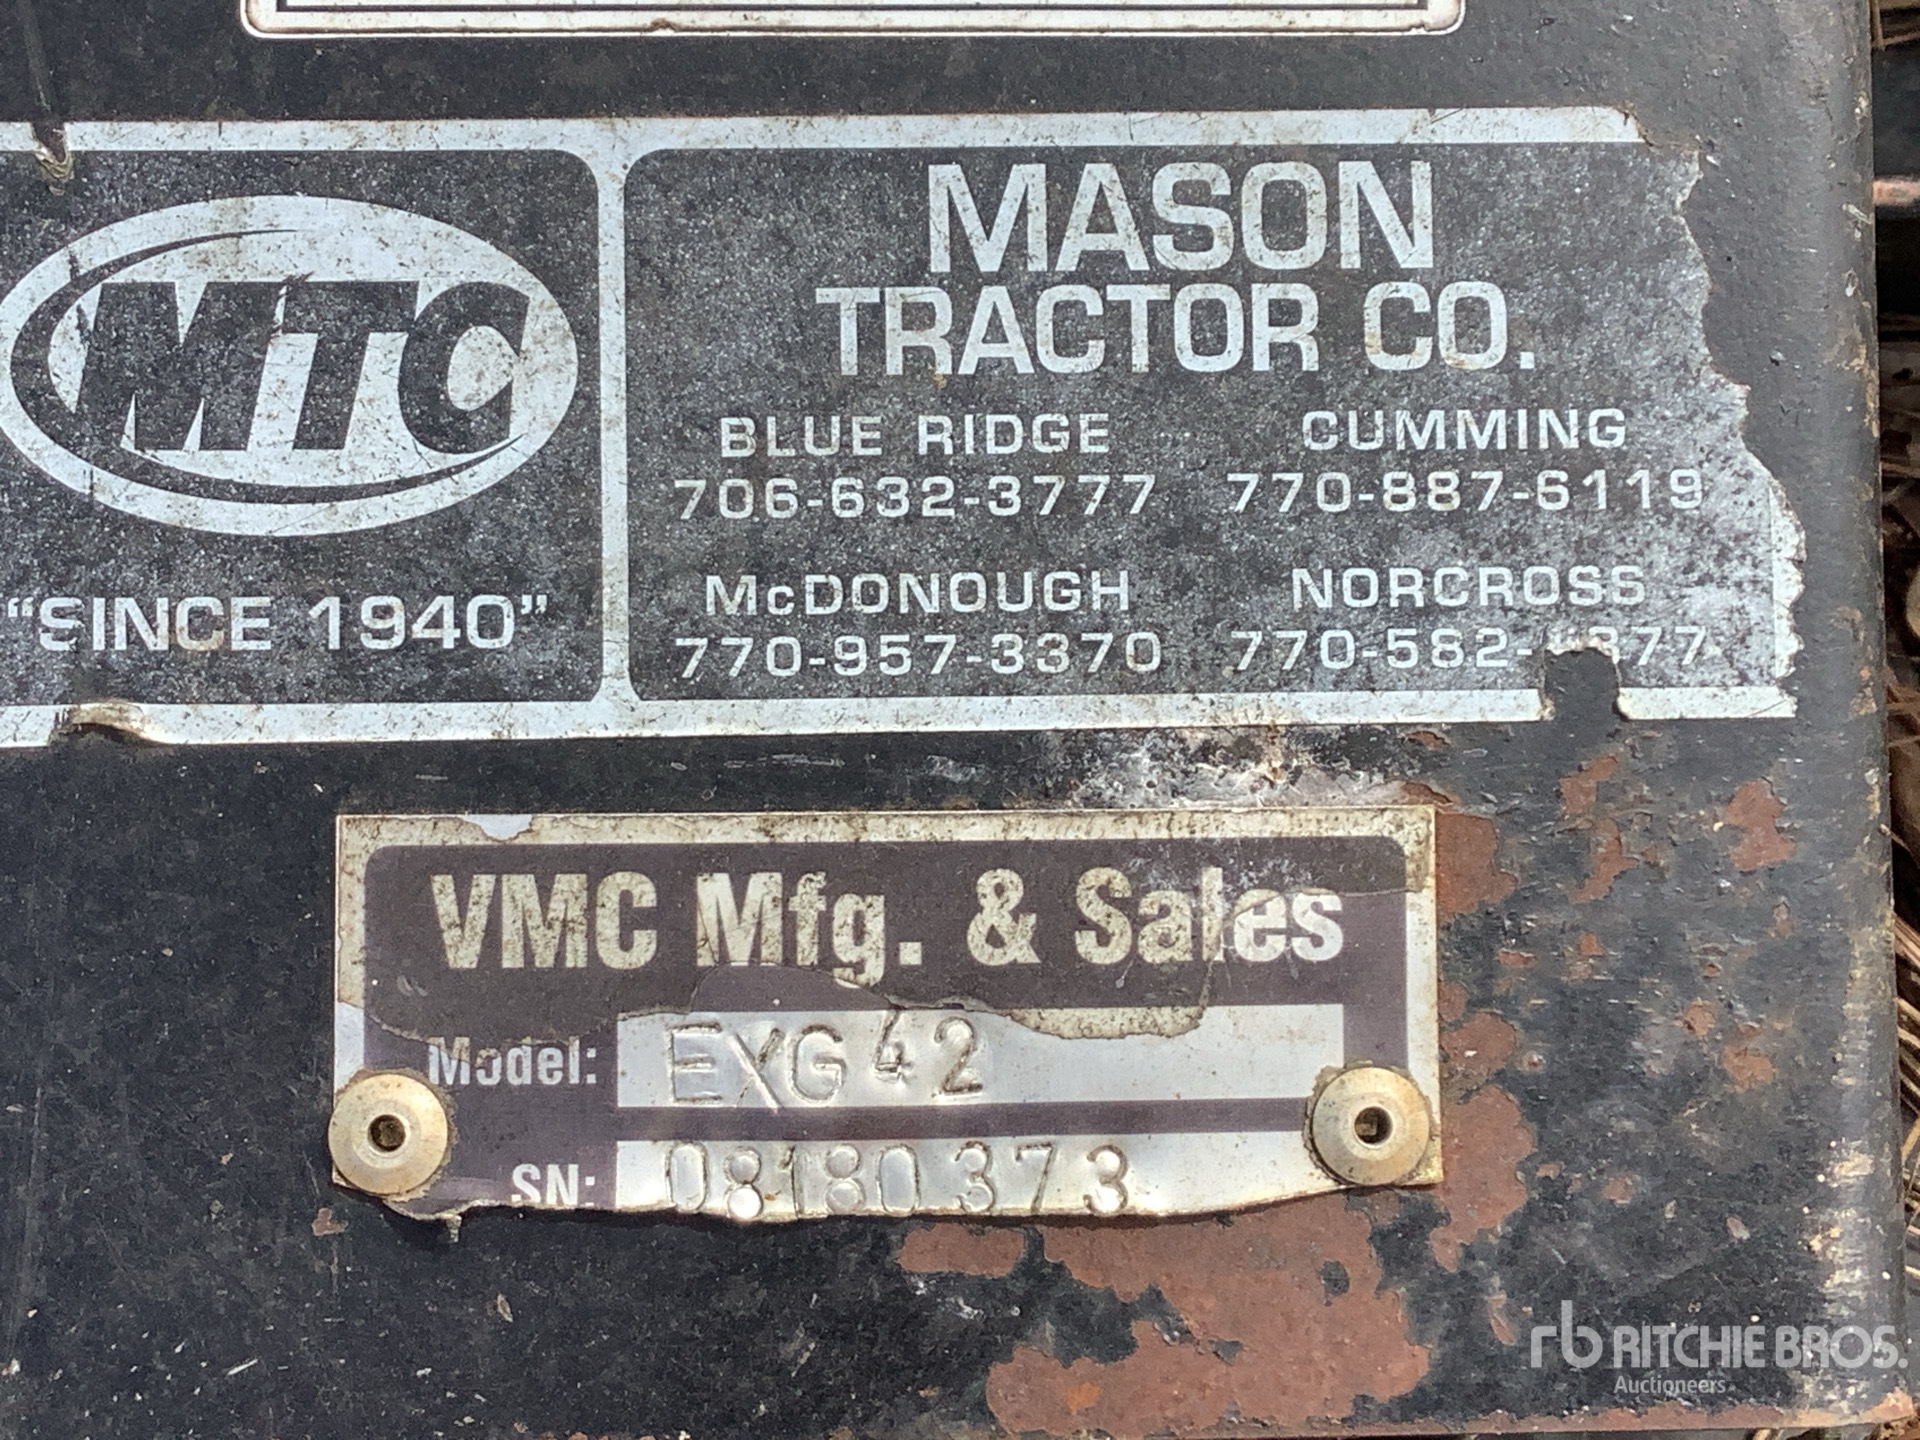 MTC
"SINCE 1940"
MASON
TRACTOR CO.
BLUE RIDGE
706-632-3777
CUMMING
770-887-6119
McDONOUGH
770-957-3370
NORCROSS
VMC Mfg. & Sales
Model: EXG42
SN: 08180373
rb RITCHIE BROS.
Auctioneers